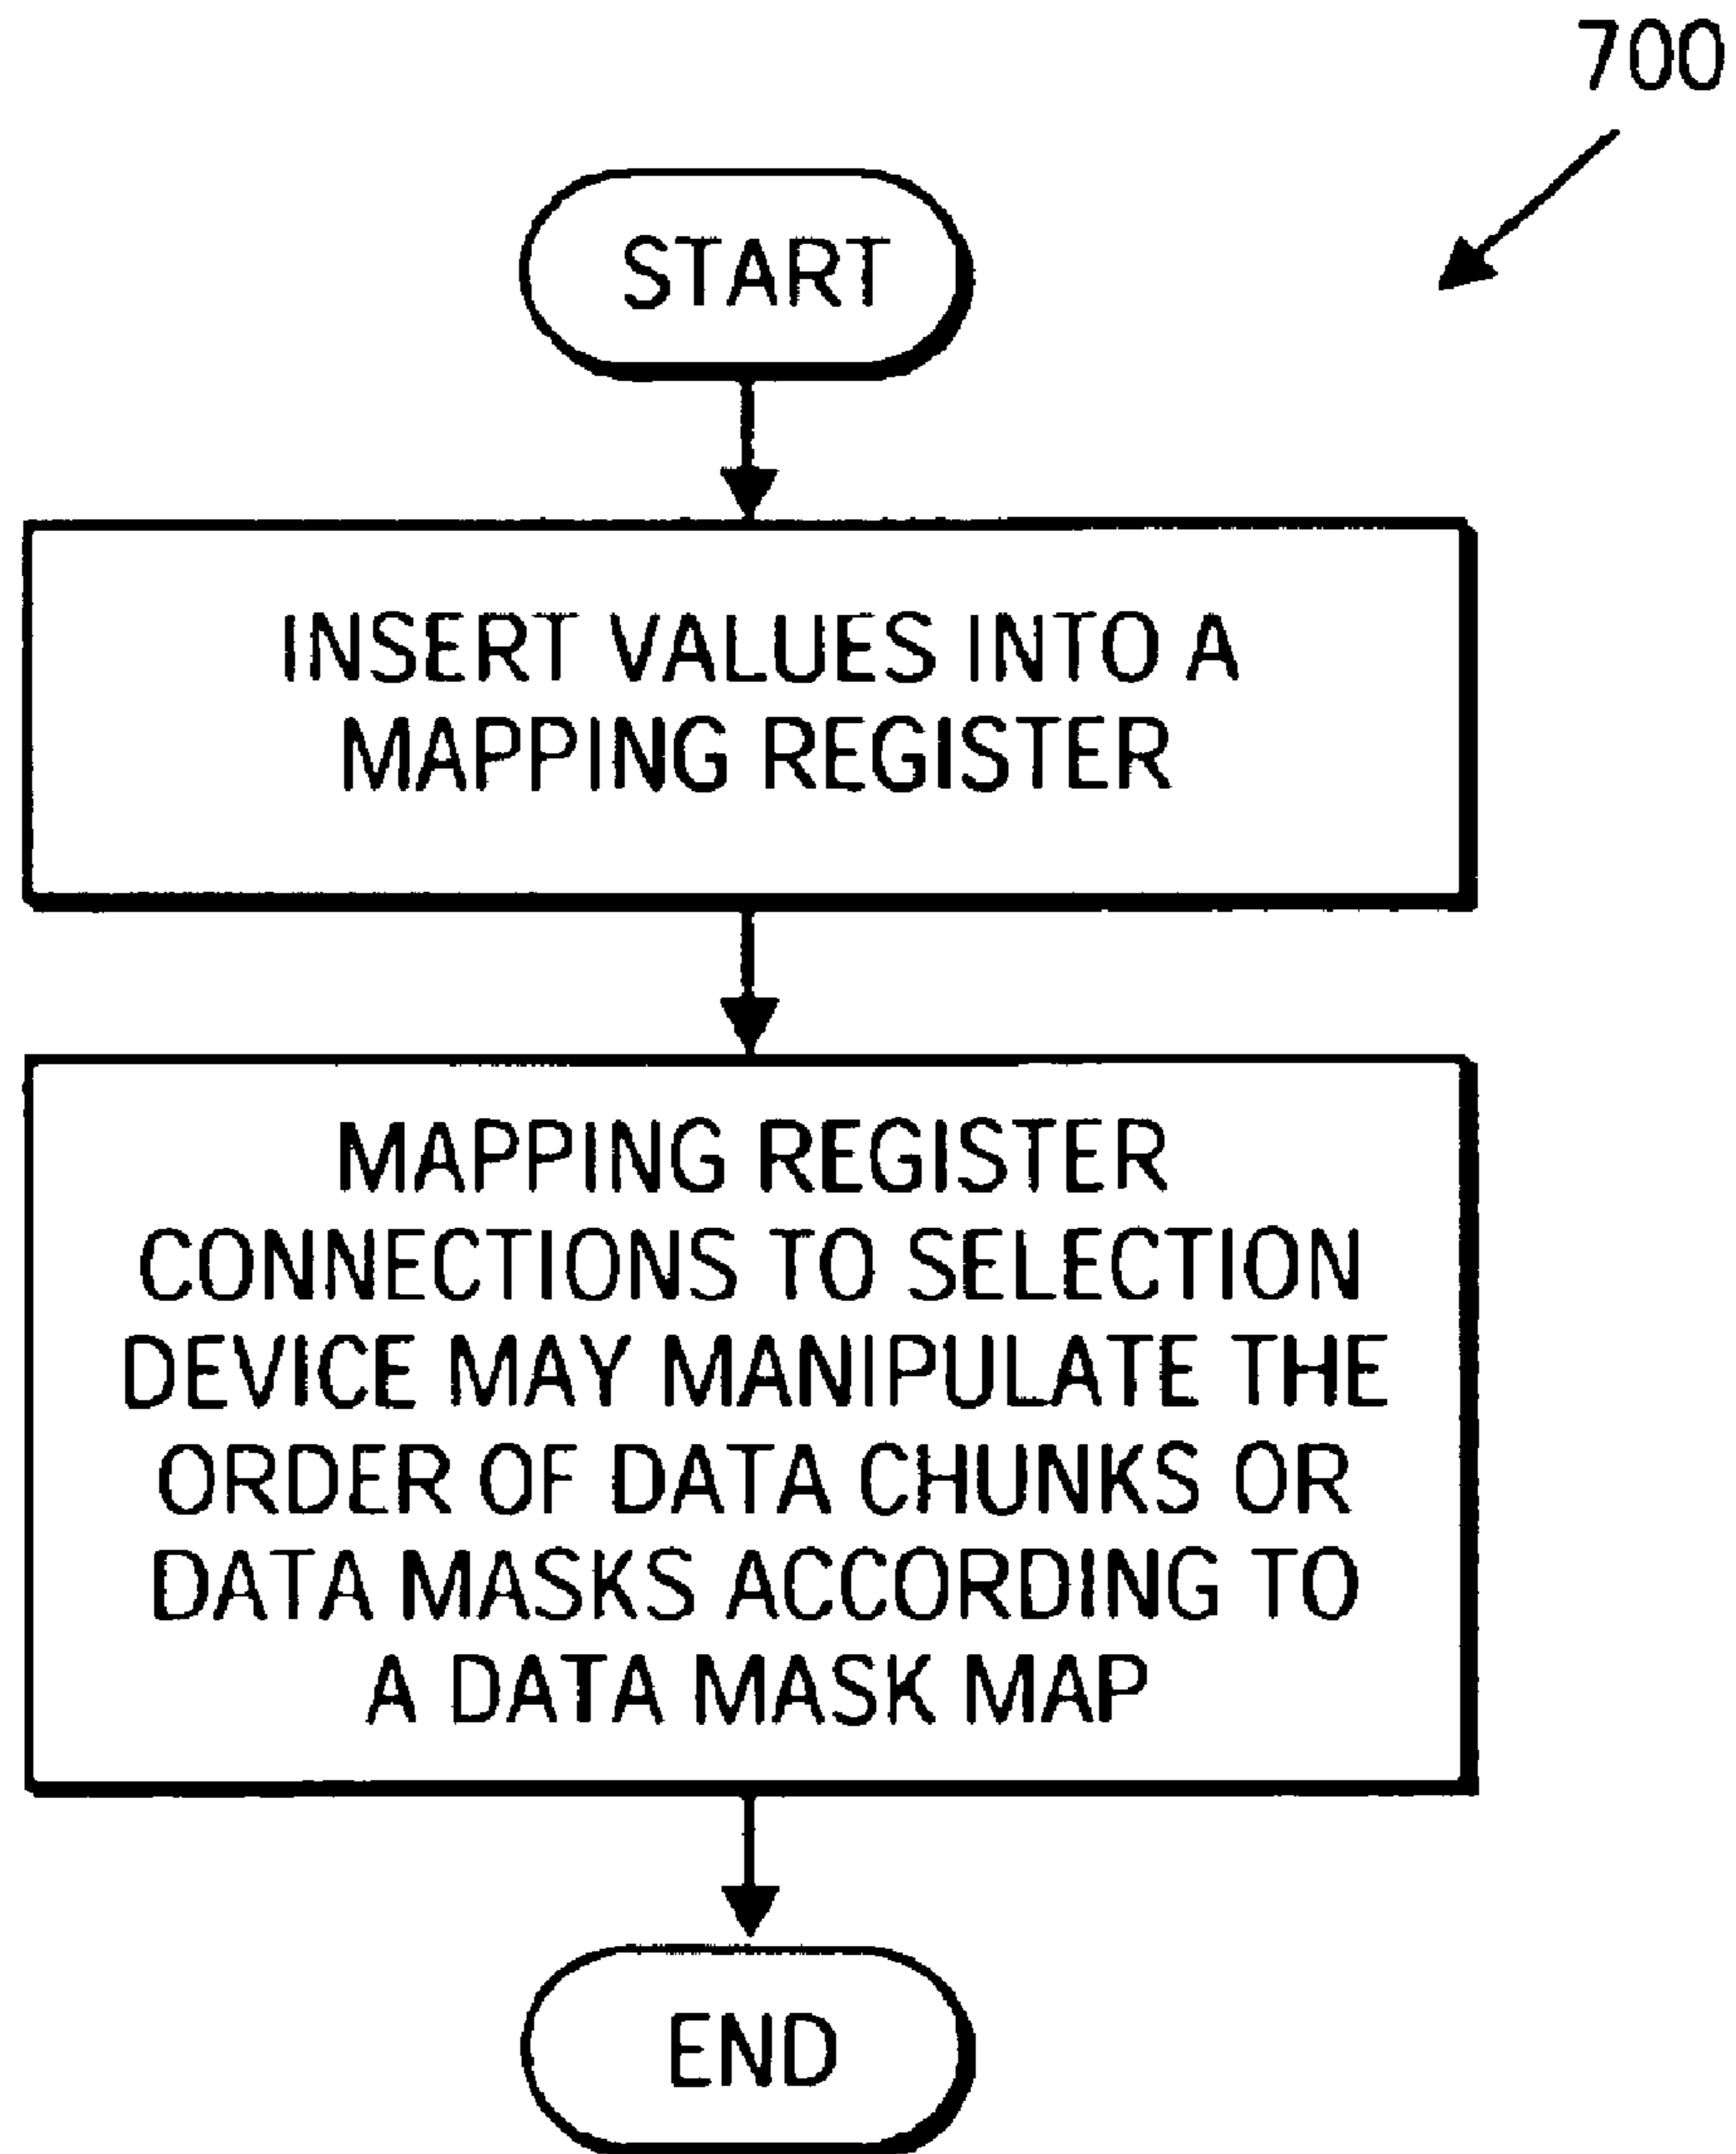 700
START
INSERT VALUES INTO A
MAPPING REGISTER
MAPPING REGISTER
CONNECTIONS TO SELECTION
DEVICE MAY MANIPULATE THE
ORDER OF DATA CHUNKS OR
DATA MASKS ACCORDING TO
A DATA MASK MAP
END